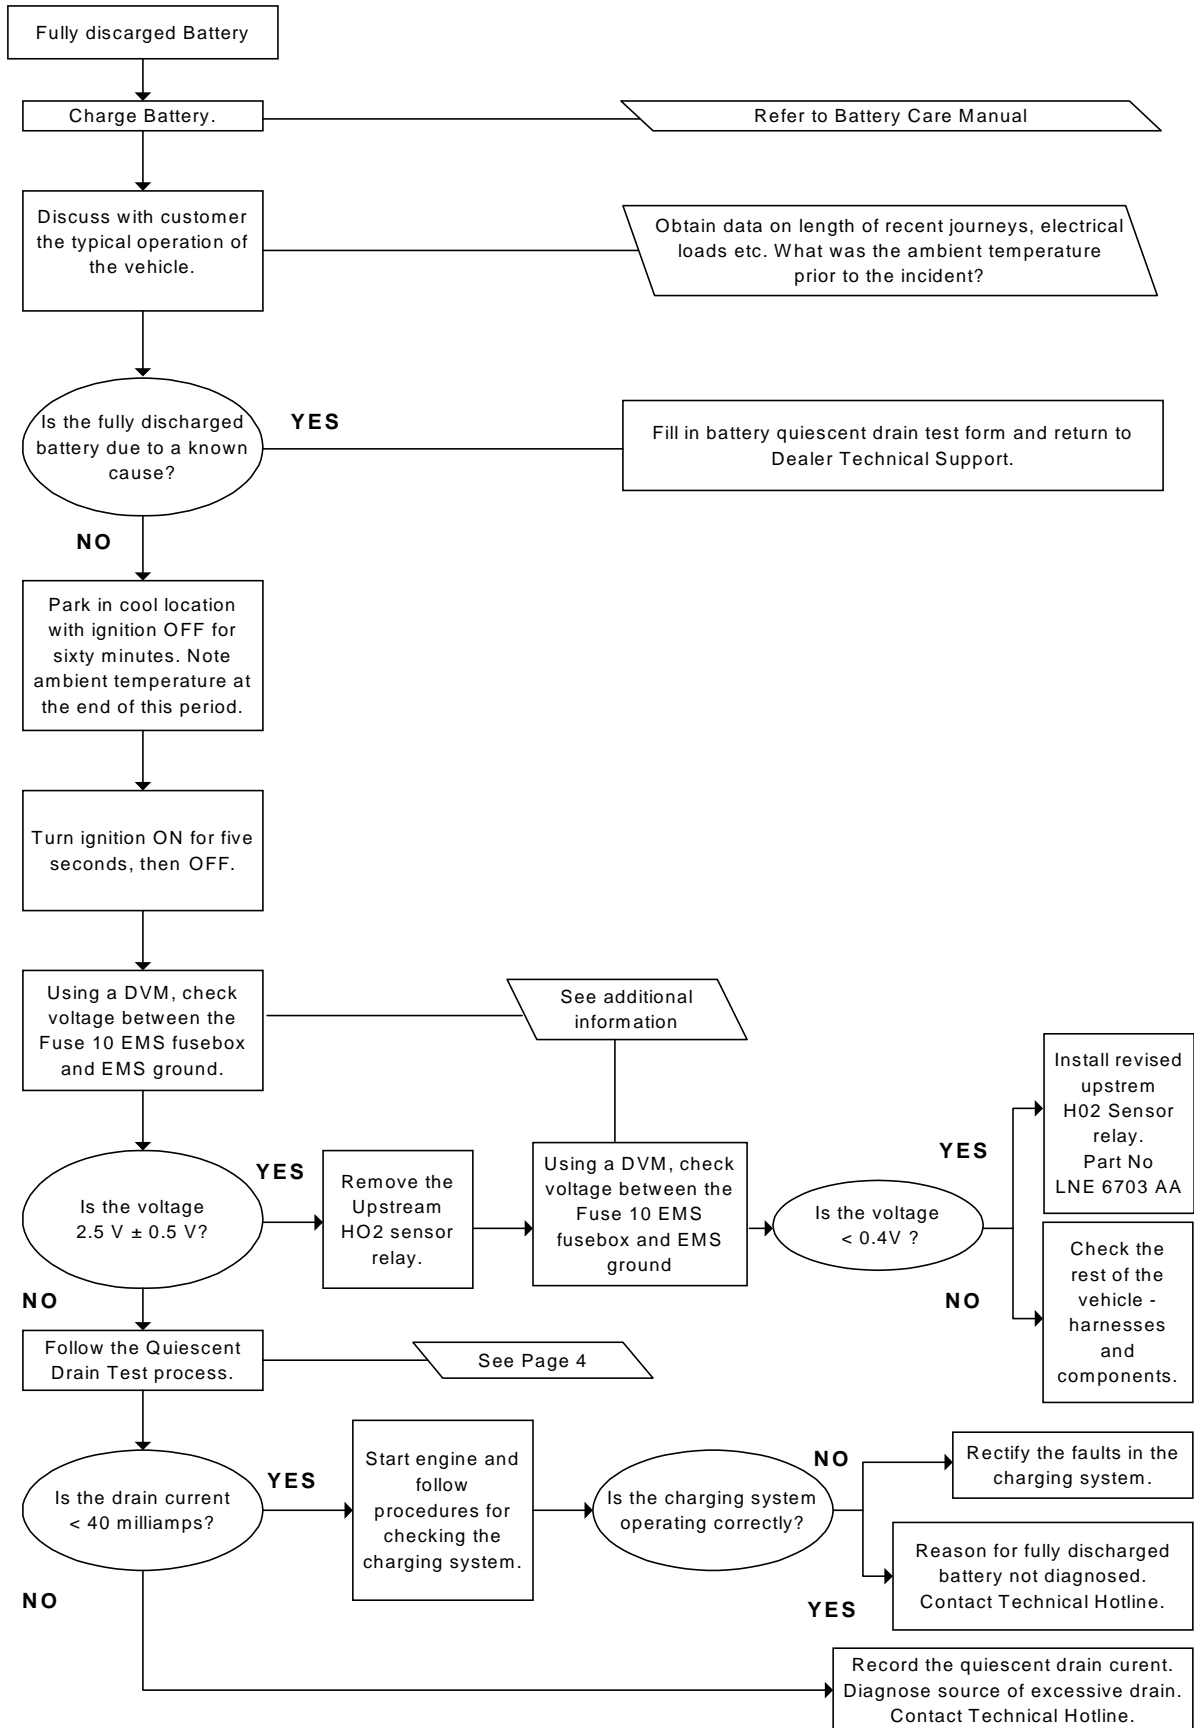 Fully discarged Battery
Charge Battery.
Refer to Battery Care Manual
Discuss with customer
the typical operation of
the vehicle.
Obtain data on length of recent journeys, electrical
loads etc. What was the ambient temperature
prior to the incident?
Is the fully discharged
battery due to a known
cause?
YES
Fill in battery quiescent drain test form and return to
Dealer Technical Support.
NO
Park in cool location
with ignition OFF for
sixty minutes. Note
ambient temperature at
the end of this period.
Turn ignition ON for five
seconds, then OFF.
Using a DVM, check
voltage between the
Fuse 10 EMS fusebox
and EMS ground.
See additional
information
Is the voltage
2.5 V ± 0.5 V?
YES
Remove the
Upstream
HO2 sensor
relay.
Using a DVM, check
voltage between the
Fuse 10 EMS
fusebox and EMS
ground
Is the voltage
< 0.4V ?
YES
Install revised
upstrem
H02 Sensor
relay.
Part No
LNE 6703 AA
NO
Check the
rest of the
vehicle -
harnesses
and
components.
NO
Follow the Quiescent
Drain Test process.
See Page 4
Is the drain current
< 40 milliamps?
YES
Start engine and
follow
procedures for
checking the
charging system.
Is the charging system
operating correctly?
NO
Rectify the faults in the
charging system.
YES
Reason for fully discharged
battery not diagnosed.
Contact Technical Hotline.
NO
Record the quiescent drain curent.
Diagnose source of excessive drain.
Contact Technical Hotline.